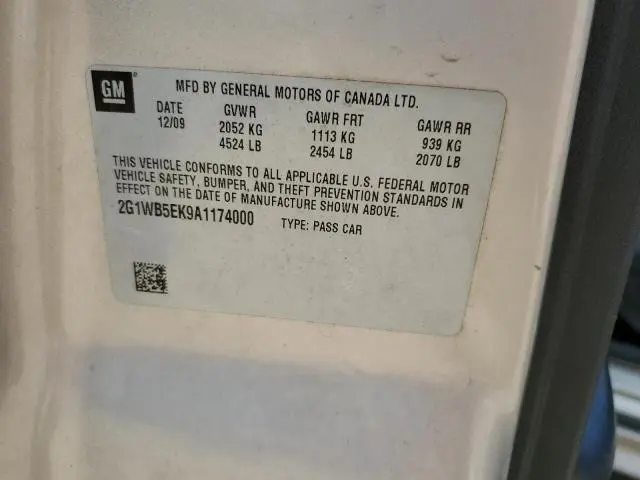 GM
MFD BY GENERAL MOTORS OF CANADA LTD.
DATE GVWR GAWR FRT GAWR RR
12/09 2052 KG 1113 KG 939 KG
4524 LB 2454 LB 2070 LB
THIS VEHICLE CONFORMS TO ALL APPLICABLE U.S. FEDERAL MOTOR
VEHICLE SAFETY, BUMPER, AND THEFT PREVENTION STANDARDS IN
EFFECT ON THE DATE OF MANUFACTURE SHOWN ABOVE.
2G1WB5EK9A1174000 TYPE: PASS CAR